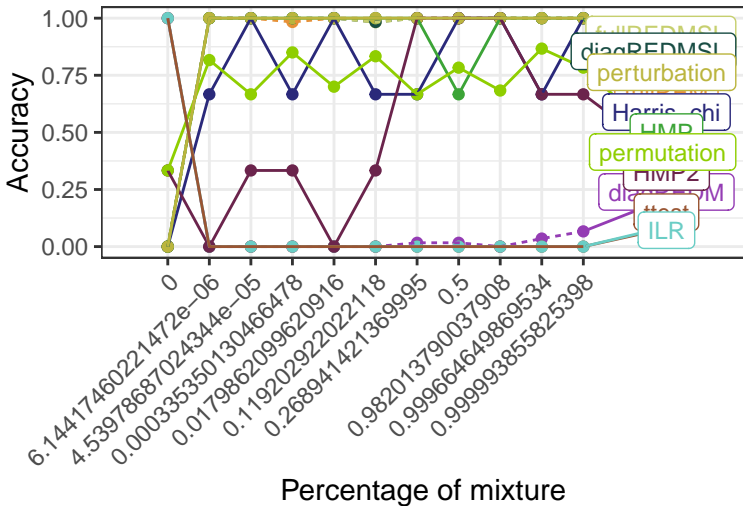 1.00
0.75
0.50
0.25
0.00
Accuracy
fullREDMSL
diagREDMSL
perturbation
Harris_chi
HMP
permutation
HMP2
diagREDM
ttest
ILR
0
6.14417460221472e−06
4.53978687024344e−05
0.000335350130466478
0.0179862099620916
0.119202922022118
0.268941421369995
0.5
0.982013790037908
0.999664649869534
0.999993855825398
Percentage of mixture